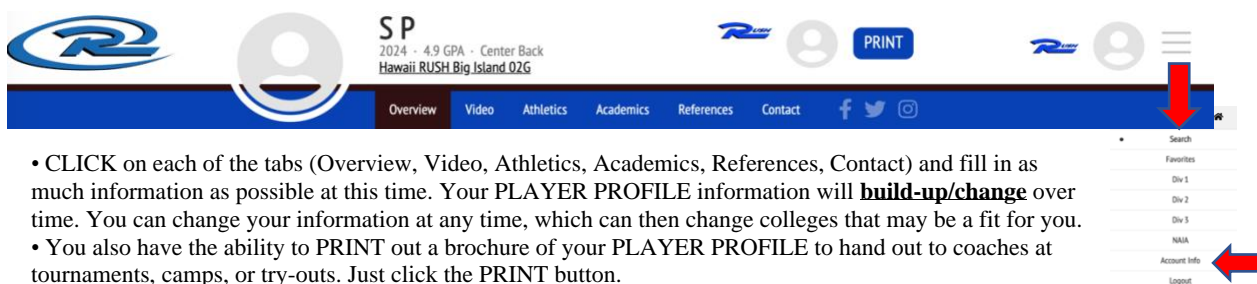 S P
2024 · 4.9 GPA · Center Back
Hawaii RUSH Big Island 02G
RUSH
PRINT
RUSH
Overview Video Athletics Academics References Contact
Search
Favorites
Div 1
Div 2
Div 3
NAIA
Account Info
Logout
• CLICK on each of the tabs (Overview, Video, Athletics, Academics, References, Contact) and fill in as
much information as possible at this time. Your PLAYER PROFILE information will build-up/change over
time. You can change your information at any time, which can then change colleges that may be a fit for you.
• You also have the ability to PRINT out a brochure of your PLAYER PROFILE to hand out to coaches at
tournaments, camps, or try-outs. Just click the PRINT button.